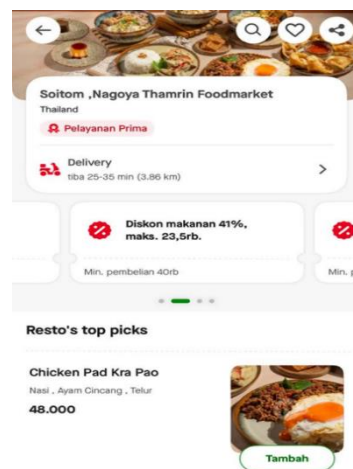 Soitom ,Nagoya Thamrin Foodmarket
Thailand
Pelayanan Prima
Delivery
tiba 25-35 min (3.86 km)
Diskon makanan 41%,
maks. 23,5rb.
Min. pembelian 40rb
Min.
Resto's top picks
Chicken Pad Kra Pao
Nasi , Ayam Cincang , Telur
48.000
Tambah